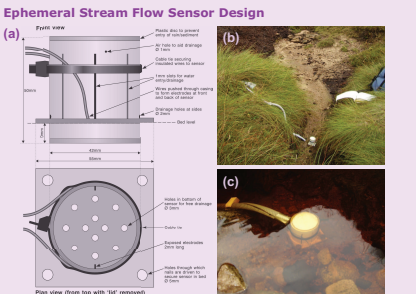 Ephemeral Stream Flow Sensor Design
(a)
Front view
Plastic disc to prevent
entry of rain/sediment
Air hole to aid drainage
Ø 1mm
Cable tie securing
insulated wires to sensor
1mm slits for water
entry/drainage
Wires pushed through casing
to form electrodes at front
and back of sensor
Drainage holes at sides
Ø 2mm
Bed level
42mm
Holes in bottom of
sensor for free drainage
Ø 3mm
Cable tie
Exposed electrodes
2mm long
Holes through which
nails are driven to
secure sensor in bed
Ø 5mm
Plan view (from top with 'lid' removed)
(b)
(c)